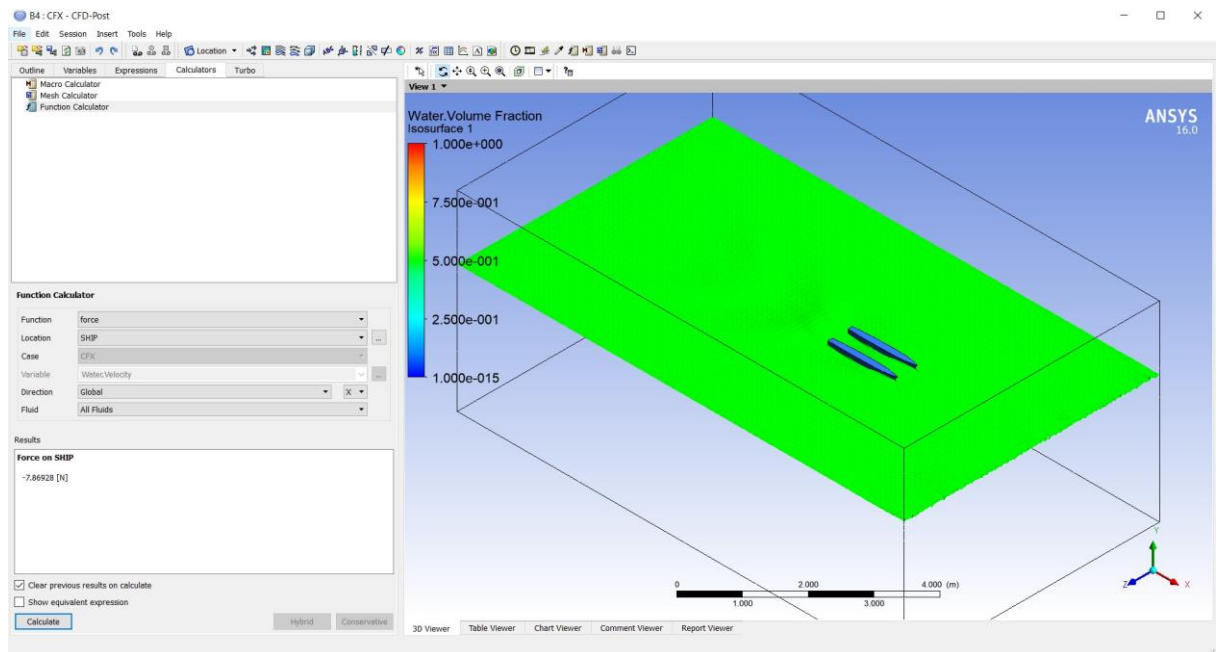 B4 : CFX - CFD-Post
File Edit Session Insert Tools Help
Location
Outline Variables Expressions Calculators Turbo
Macro Calculator
Mesh Calculator
Function Calculator
Function Calculator
Function force
Location SHIP ...
Case CFX
Variable Water.Velocity ...
Direction Global X
Fluid All Fluids
Results
Force on SHIP
-7.86928 [N]
Clear previous results on calculate
Show equivalent expression
Calculate Hybrid Conservative
View 1
Water.Volume Fraction
Isosurface 1
1.000e+000
7.500e-001
5.000e-001
2.500e-001
1.000e-015
ANSYS
16.0
0 2.000 4.000 (m)
1.000 3.000
Y
Z X
3D Viewer Table Viewer Chart Viewer Comment Viewer Report Viewer